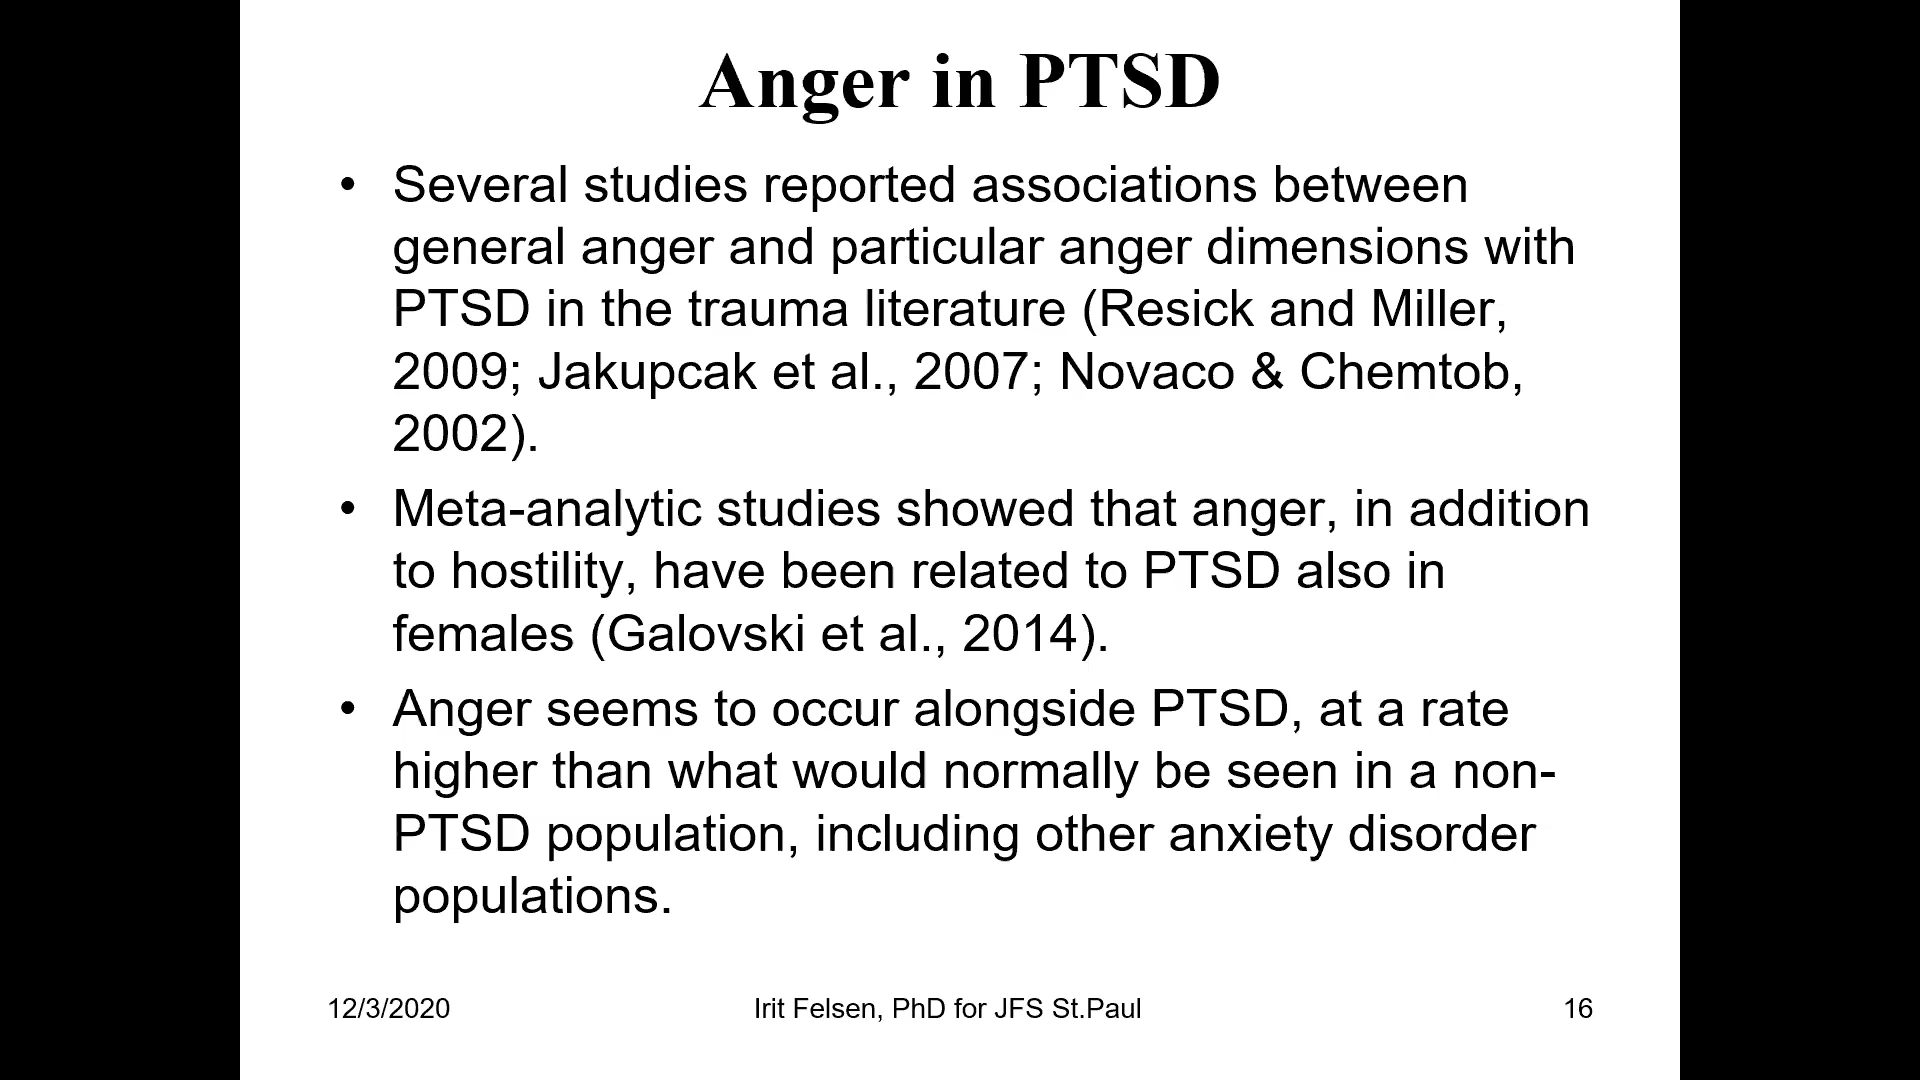 Anger in PTSD
• Several studies reported associations between
general anger and particular anger dimensions with
PTSD in the trauma literature (Resick and Miller,
2009; Jakupcak et al., 2007; Novaco & Chemtob,
2002).
• Meta-analytic studies showed that anger, in addition
to hostility, have been related to PTSD also in
females (Galovski et al., 2014).
• Anger seems to occur alongside PTSD, at a rate
higher than what would normally be seen in a non-
PTSD population, including other anxiety disorder
populations.
12/3/2020 Irit Felsen, PhD for JFS St.Paul 16